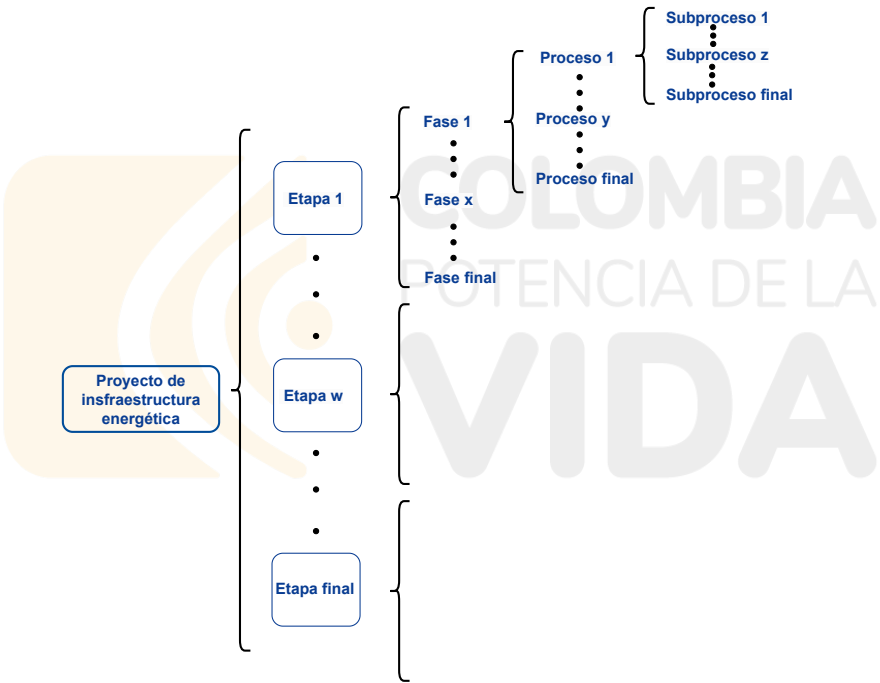 Subproceso 1
Subproceso z
Subproceso final
Proceso 1
Proceso y
Proceso final
Fase 1
Fase x
Fase final
Etapa 1
Etapa w
Etapa final
Proyecto de
insfraestructura
energética
COLOMBIA
POTENCIA DE LA
VIDA